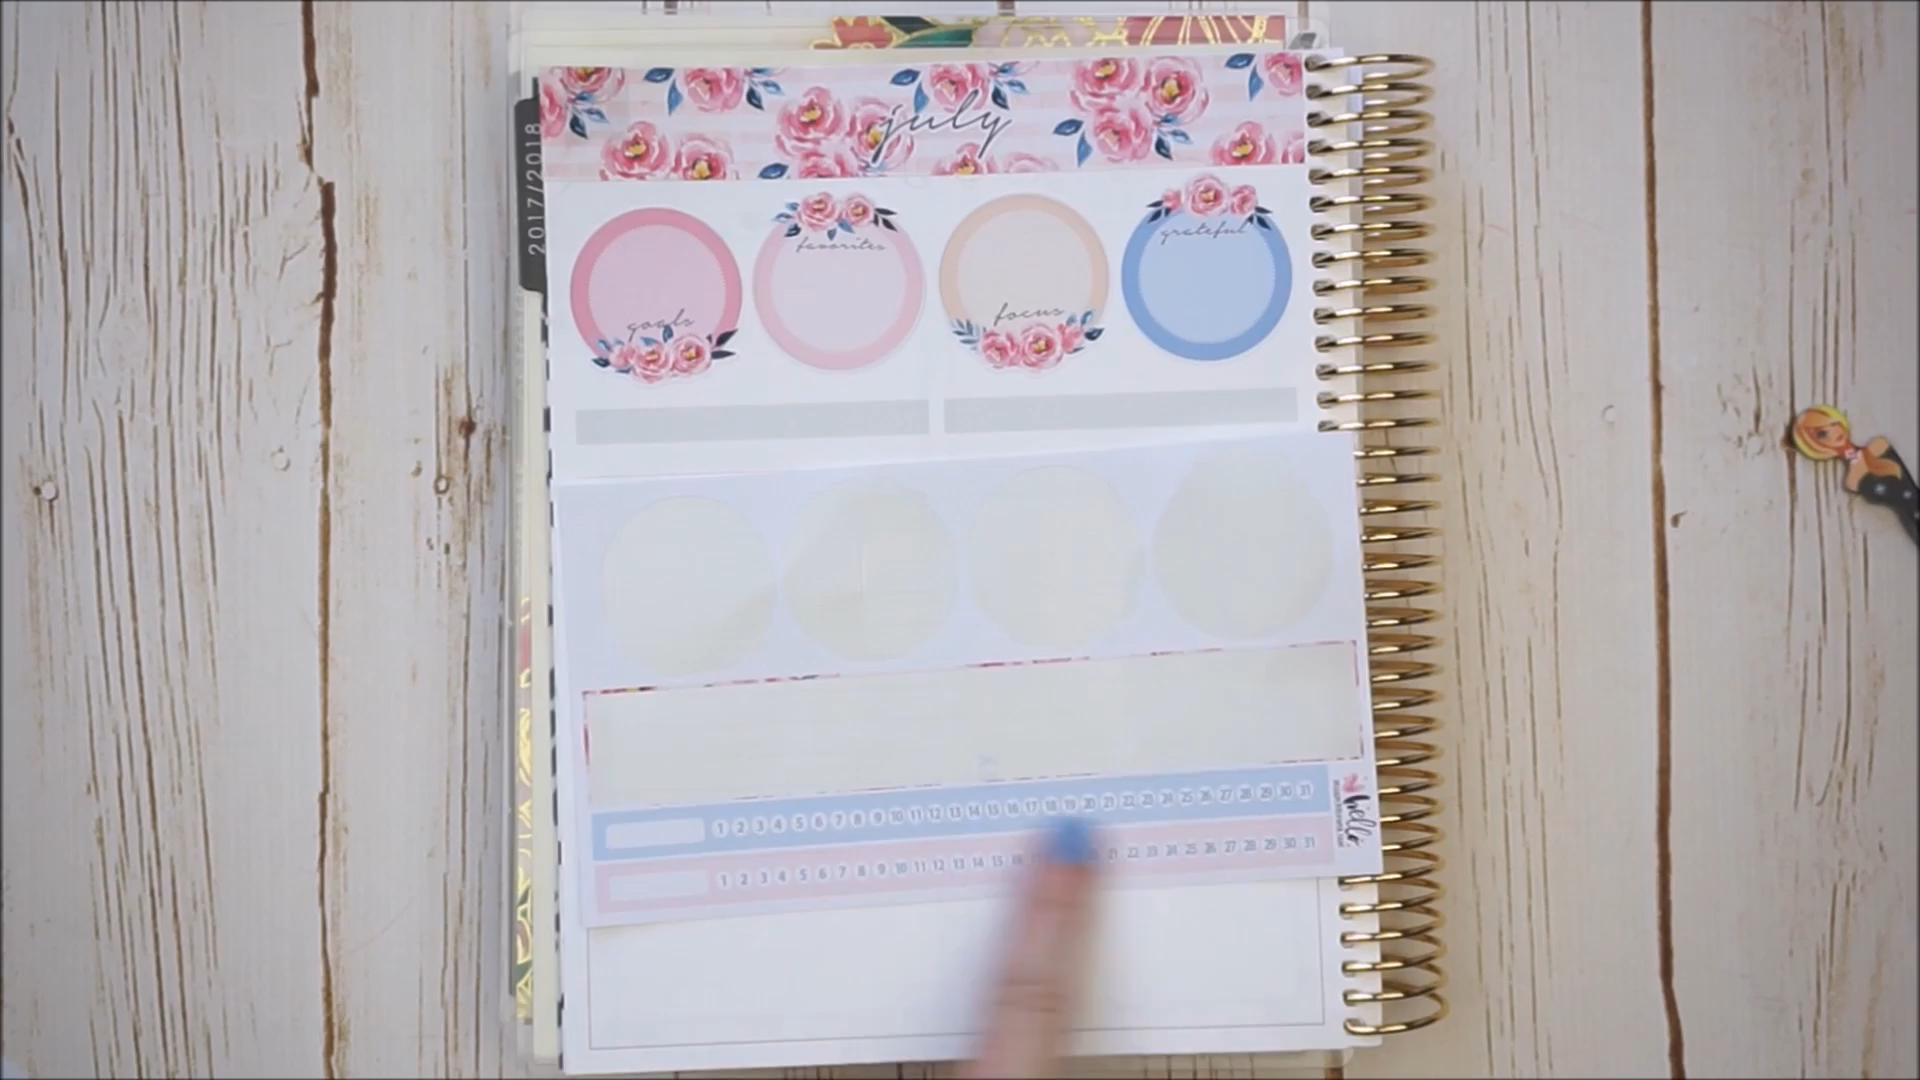 july
2017/2018
goals
favorites
focus
grateful
1 2 3 4 5 6 7 8 9 10 11 12 13 14 15 16 17 18 19 20 21 22 23 24 25 26 27 28 29 30 31
1 2 3 4 5 6 7 8 9 10 11 12 13 14 15 16 21 22 23 24 25 26 27 28 29 30 31
hello